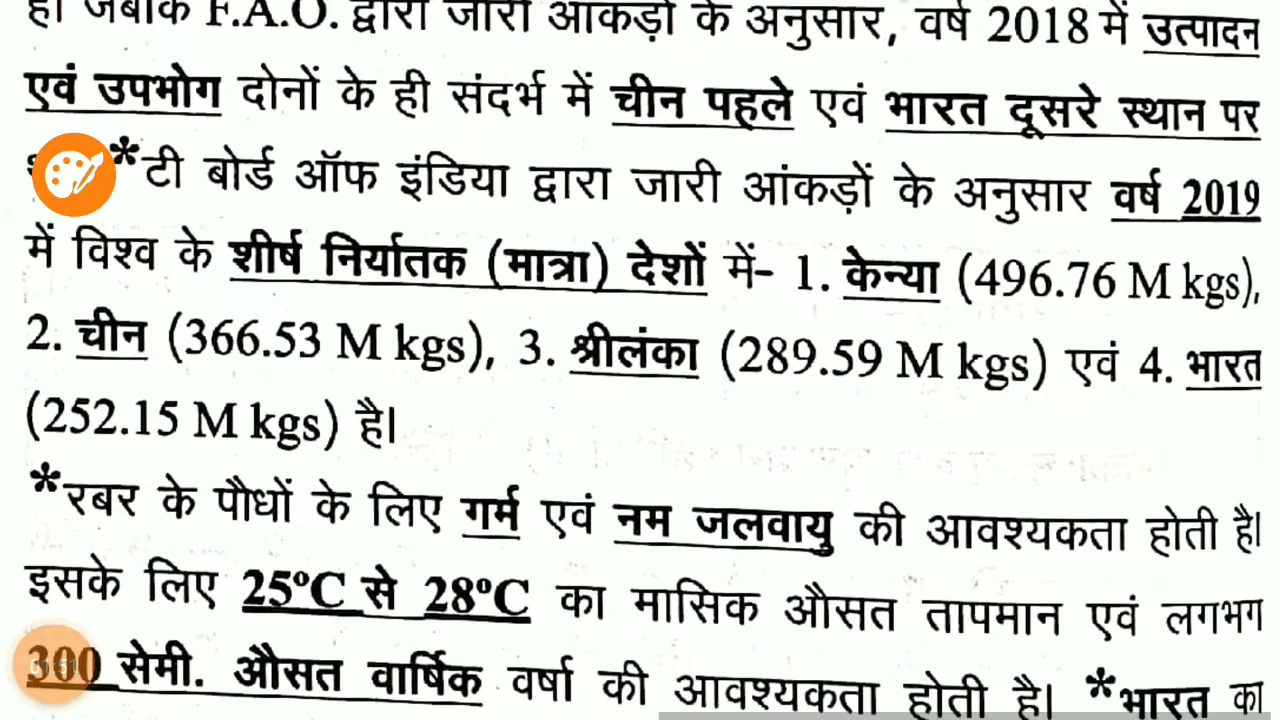 जबकि F.A.O. द्वारा जारी आंकड़ों के अनुसार, वर्ष 2018 में उत्पादन
एवं उपभोग दोनों के ही संदर्भ में चीन पहले एवं भारत दूसरे स्थान पर
*टी बोर्ड ऑफ इंडिया द्वारा जारी आंकड़ों के अनुसार वर्ष 2019
में विश्व के शीर्ष निर्यातक (मात्रा) देशों में- 1. केन्या (496.76 M kgs),
2. चीन (366.53 M kgs), 3. श्रीलंका (289.59 M kgs) एवं 4. भारत
(252.15 M kgs) है।
*रबर के पौधों के लिए गर्म एवं नम जलवायु की आवश्यकता होती है।
इसके लिए 25°C से 28°C का मासिक औसत तापमान एवं लगभग
300 सेमी. औसत वार्षिक वर्षा की आवश्यकता होती है। *भारत का